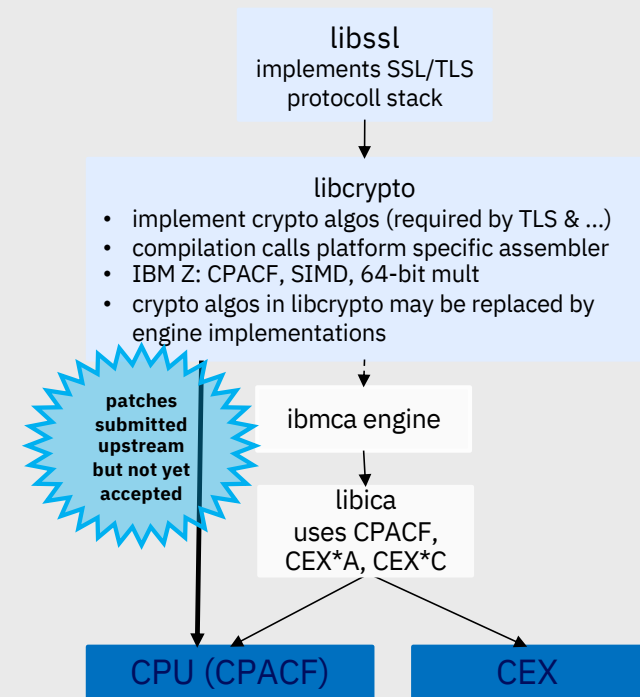 libssl
implements SSL/TLS
protocoll stack
libcrypto
• implement crypto algos (required by TLS & ...)
• compilation calls platform specific assembler
• IBM Z: CPACF, SIMD, 64-bit mult
• crypto algos in libcrypto may be replaced by
engine implementations
patches
submitted
upstream
but not yet
accepted
ibmca engine
libica
uses CPACF,
CEX*A, CEX*C
CPU (CPACF)
CEX